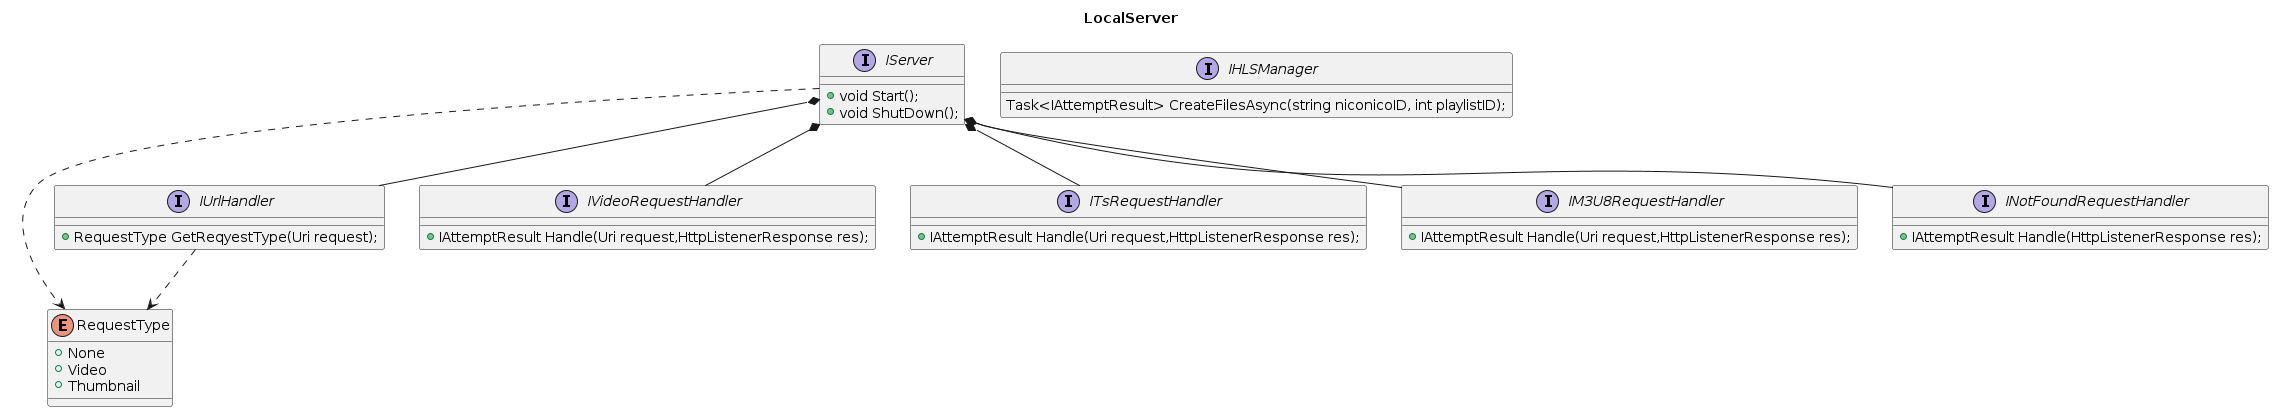 LocalServer
I IServer
void Start();
void ShutDown();
I IHLSManager
Task<IAttemptResult> CreateFilesAsync(string niconicoID, int playlistID);
I IUrlHandler
RequestType GetReqyestType(Uri request);
I IVideoRequestHandler
IAttemptResult Handle(Uri request,HttpListenerResponse res);
I ITsRequestHandler
IAttemptResult Handle(Uri request,HttpListenerResponse res);
I IM3U8RequestHandler
IAttemptResult Handle(Uri request,HttpListenerResponse res);
I INotFoundRequestHandler
IAttemptResult Handle(HttpListenerResponse res);
E RequestType
None
Video
Thumbnail